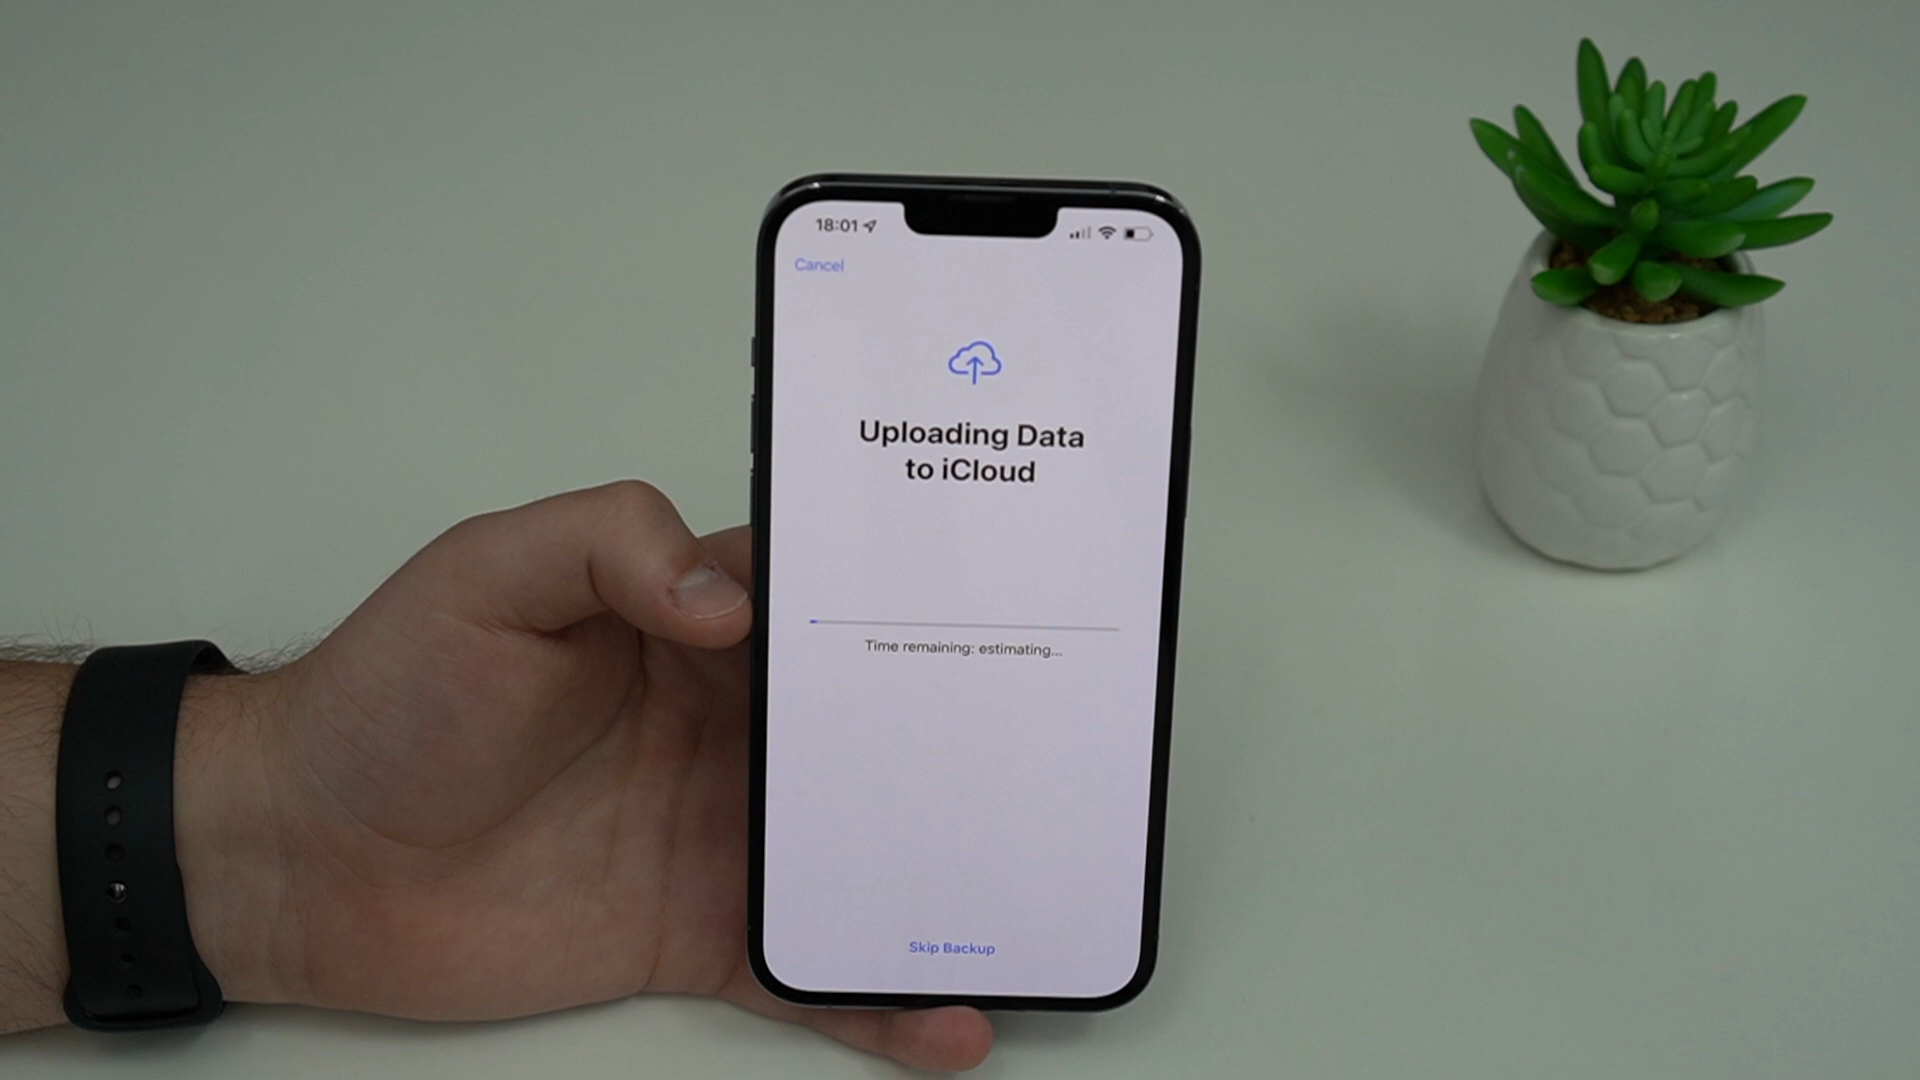 18:01
Cancel
Uploading Data
to iCloud
Time remaining: estimating...
Skip Backup